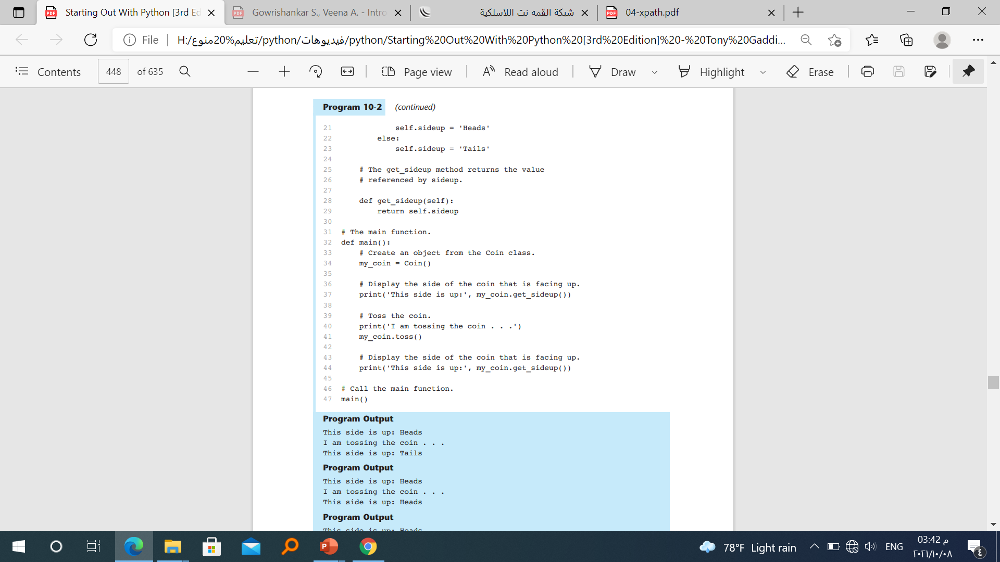 Starting Out With Python [3rd Ed
Gowrishankar S., Veena A. - Intro
شبكة القمه نت اللاسلكية
04-xpath.pdf
File
H:/تعليم%20منوع/python/فيديوهات/python/Starting%20Out%20With%20Python%20[3rd%20Edition]%20-%20Tony%20Gaddi...
Contents
448
of 635
Page view
Read aloud
Draw
Highlight
Erase
Program 10-2 (continued)
21 self.sideup = 'Heads'
22 else:
23 self.sideup = 'Tails'
24
25 # The get_sideup method returns the value
26 # referenced by sideup.
27
28 def get_sideup(self):
29 return self.sideup
30
31 # The main function.
32 def main():
33 # Create an object from the Coin class.
34 my_coin = Coin()
35
36 # Display the side of the coin that is facing up.
37 print('This side is up:', my_coin.get_sideup())
38
39 # Toss the coin.
40 print('I am tossing the coin . . .')
41 my_coin.toss()
42
43 # Display the side of the coin that is facing up.
44 print('This side is up:', my_coin.get_sideup())
45
46 # Call the main function.
47 main()
Program Output
This side is up: Heads
I am tossing the coin . . .
This side is up: Tails
Program Output
This side is up: Heads
I am tossing the coin . . .
This side is up: Heads
Program Output
This side is up: Heads
78°F Light rain
ENG
03:42 م
٢٠٢١/١٠/٠٨
٤